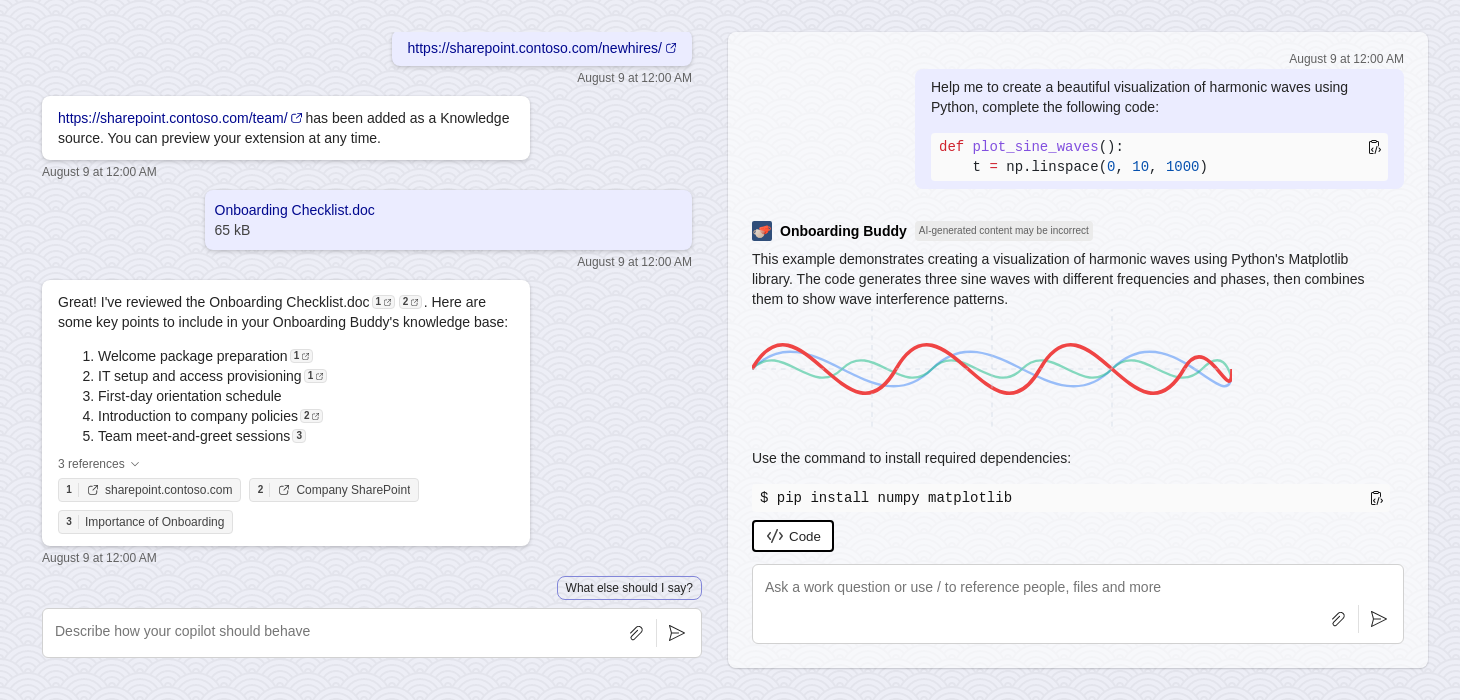 https://sharepoint.contoso.com/newhires/
August 9 at 12:00 AM
https://sharepoint.contoso.com/team/ has been added as a Knowledge
source. You can preview your extension at any time.
August 9 at 12:00 AM
Onboarding Checklist.doc
65 kB
August 9 at 12:00 AM
Great! I've reviewed the Onboarding Checklist.doc 1 2 . Here are
some key points to include in your Onboarding Buddy's knowledge base:
1. Welcome package preparation 1
2. IT setup and access provisioning 1
3. First-day orientation schedule
4. Introduction to company policies 2
5. Team meet-and-greet sessions 3
3 references
1 sharepoint.contoso.com 2 Company SharePoint
3 Importance of Onboarding
August 9 at 12:00 AM
What else should I say?
Describe how your copilot should behave
August 9 at 12:00 AM
Help me to create a beautiful visualization of harmonic waves using
Python, complete the following code:
def plot_sine_waves():
    t = np.linspace(0, 10, 1000)
Onboarding Buddy AI-generated content may be incorrect
This example demonstrates creating a visualization of harmonic waves using Python's Matplotlib
library. The code generates three sine waves with different frequencies and phases, then combines
them to show wave interference patterns.
Use the command to install required dependencies:
$ pip install numpy matplotlib
Code
Ask a work question or use / to reference people, files and more